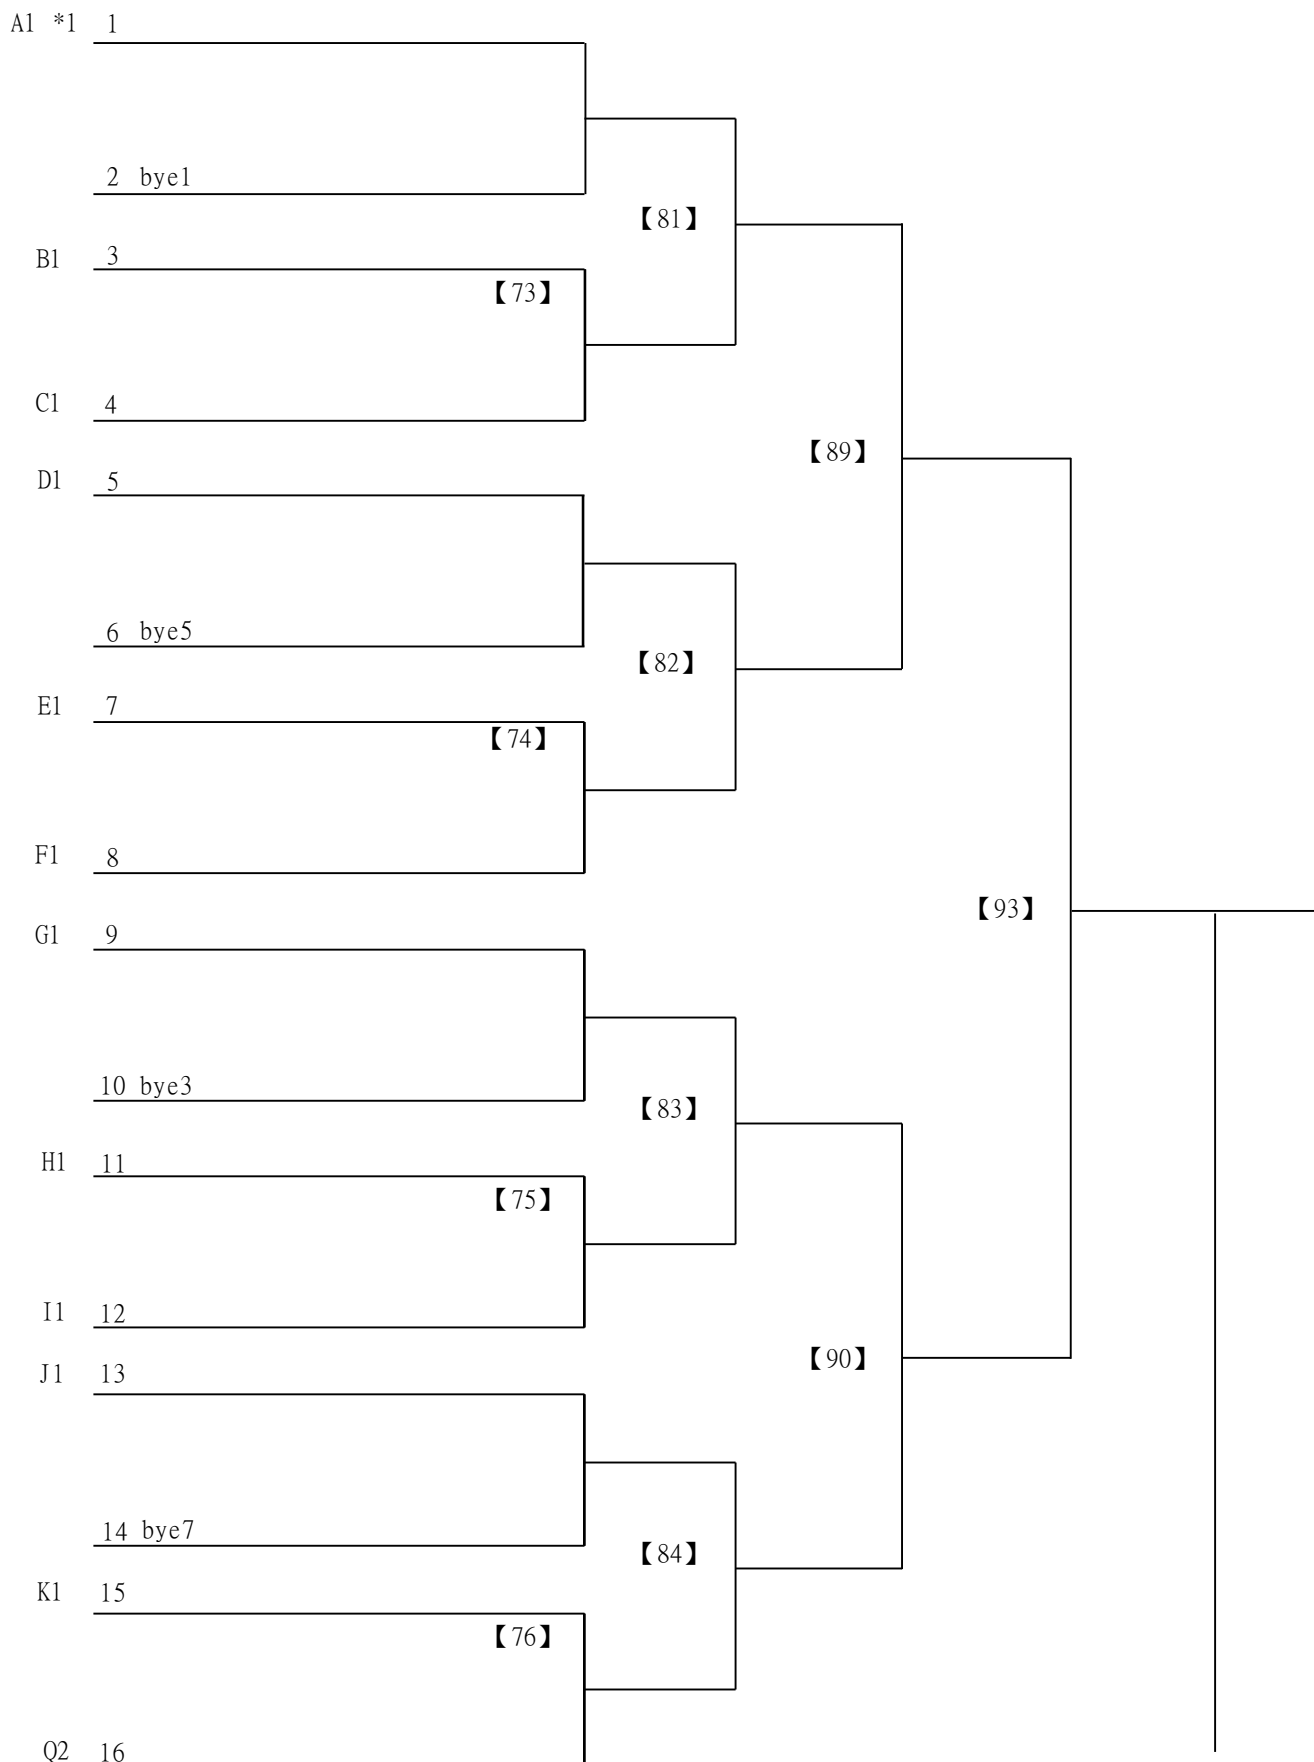 A1 *1 1
2 bye1
【81】
B1 3
【73】
C1 4
【89】
D1 5
6 bye5
【82】
E1 7
【74】
F1 8
【93】
G1 9
10 bye3
【83】
H1 11
【75】
I1 12
【90】
J1 13
14 bye7
【84】
K1 15
【76】
Q2 16